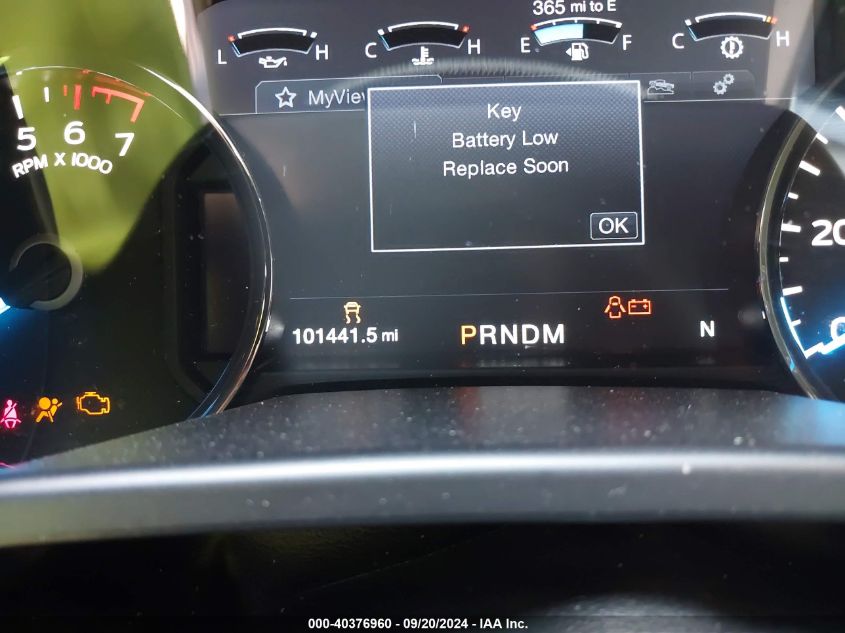 365 mi to E
L H
C H
E F
C H
MyView
5 6 7
RPM X 1000
Key
Battery Low
Replace Soon
OK
20
0
101441.5 mi
PRNDM
N
000-40376960 - 09/20/2024 - IAA Inc.